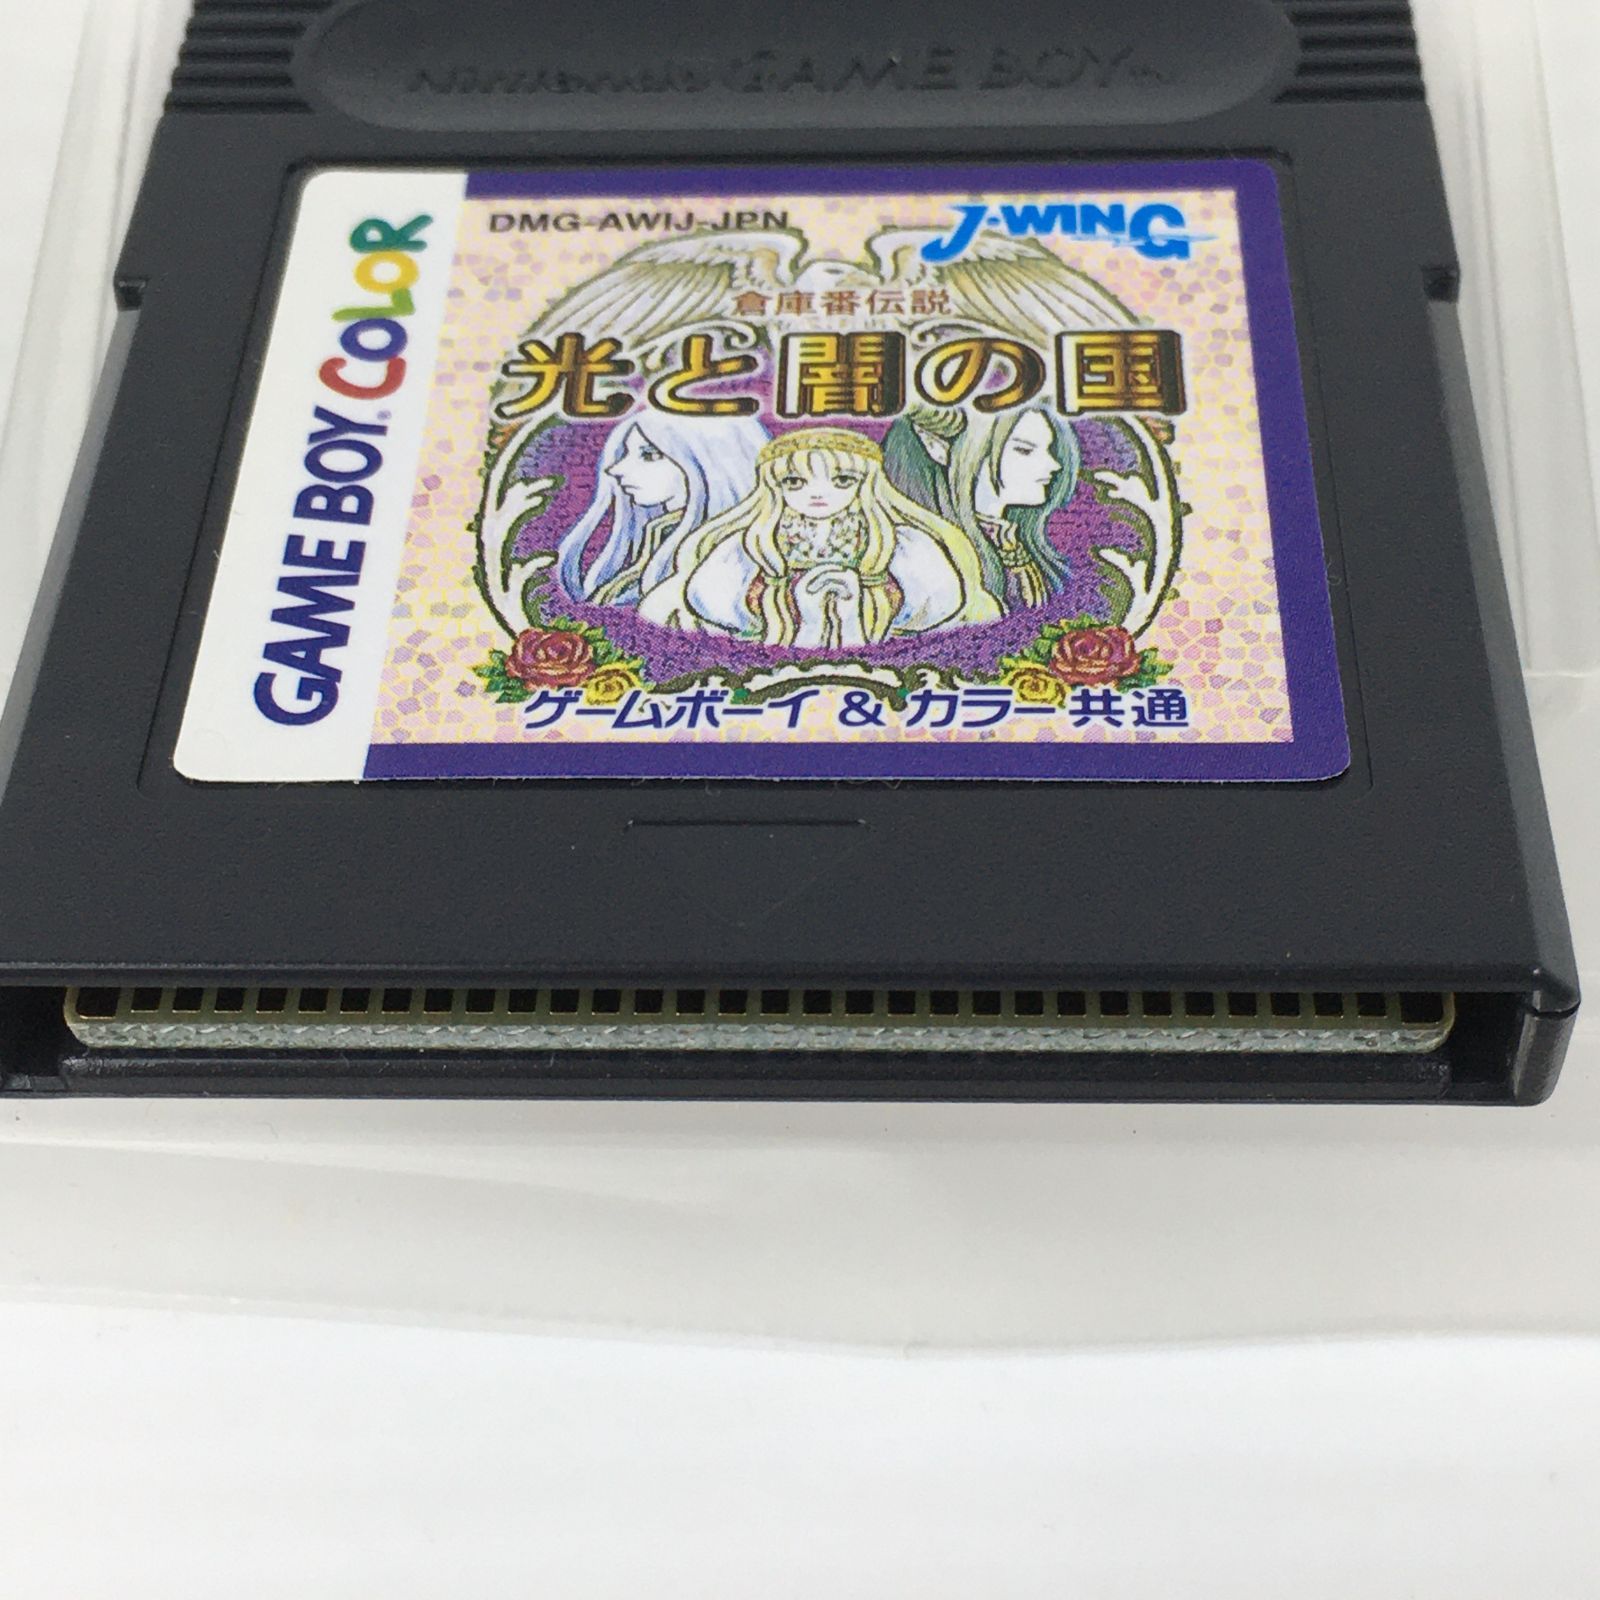 Nintendo GAME BOY™
GAME BOY COLOR
DMG-AWIJ-JPN
J-WING
倉庫番伝説
光と闇の国
ゲームボーイ & カラー共通